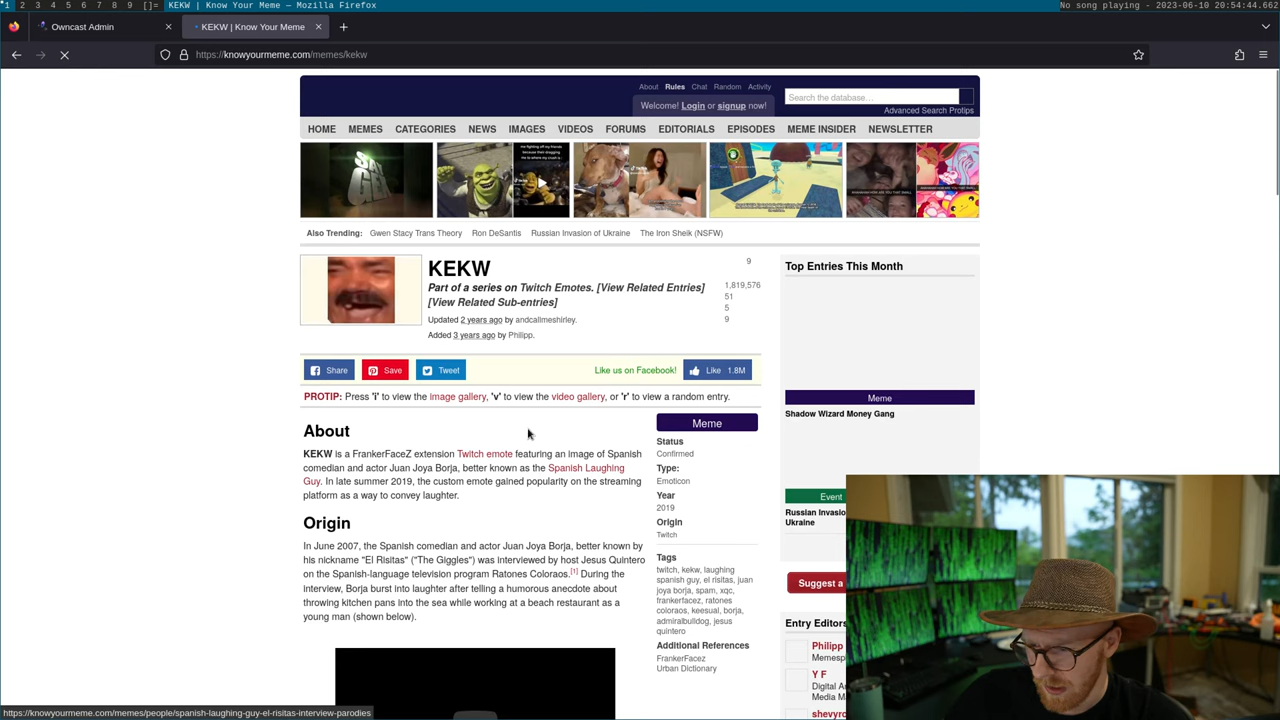 1 2 3 4 5 6 7 8 9 []= KEKW | Know Your Meme — Mozilla Firefox
No song playing - 2023-06-10 20:54:44.662
Owncast Admin
KEKW | Know Your Meme
https://knowyourmeme.com/memes/kekw
About Rules Chat Random Activity
Search the database...
Welcome! Login or signup now!
Advanced Search Protips
HOME MEMES CATEGORIES NEWS IMAGES VIDEOS FORUMS EDITORIALS EPISODES MEME INSIDER NEWSLETTER
Also Trending: Gwen Stacy Trans Theory Ron DeSantis Russian Invasion of Ukraine The Iron Sheik (NSFW)
KEKW
Part of a series on Twitch Emotes. [View Related Entries]
[View Related Sub-entries]
Updated 2 years ago by andcallmeshirley.
Added 3 years ago by Philipp.
9
1,819,576
51
5
9
Share
Save
Tweet
Like us on Facebook!
Like 1.8M
PROTIP: Press 'i' to view the image gallery, 'v' to view the video gallery, or 'r' to view a random entry.
About
KEKW is a FrankerFaceZ extension Twitch emote featuring an image of Spanish
comedian and actor Juan Joya Borja, better known as the Spanish Laughing
Guy. In late summer 2019, the custom emote gained popularity on the streaming
platform as a way to convey laughter.
Origin
In June 2007, the Spanish comedian and actor Juan Joya Borja, better known by
his nickname "El Risitas" ("The Giggles") was interviewed by host Jesus Quintero
on the Spanish-language television program Ratones Coloraos.[1] During the
interview, Borja burst into laughter after telling a humorous anecdote about
throwing kitchen pans into the sea while working at a beach restaurant as a
young man (shown below).
Meme
Status
Confirmed
Type:
Emoticon
Year
2019
Origin
Twitch
Tags
twitch, kekw, laughing
spanish guy, el risitas, juan
joya borja, spam, xqc,
frankerfacez, ratones
coloraos, keesual, borja,
admiralbulldog, jesus
quintero
Additional References
FrankerFacez
Urban Dictionary
Top Entries This Month
Meme
Shadow Wizard Money Gang
Event
Russian Invasio
Ukraine
Suggest a
Entry Editors
Philipp
Memesp
Y F
Digital A
Media M
shevyro
https://knowyourmeme.com/memes/people/spanish-laughing-guy-el-risitas-interview-parodies